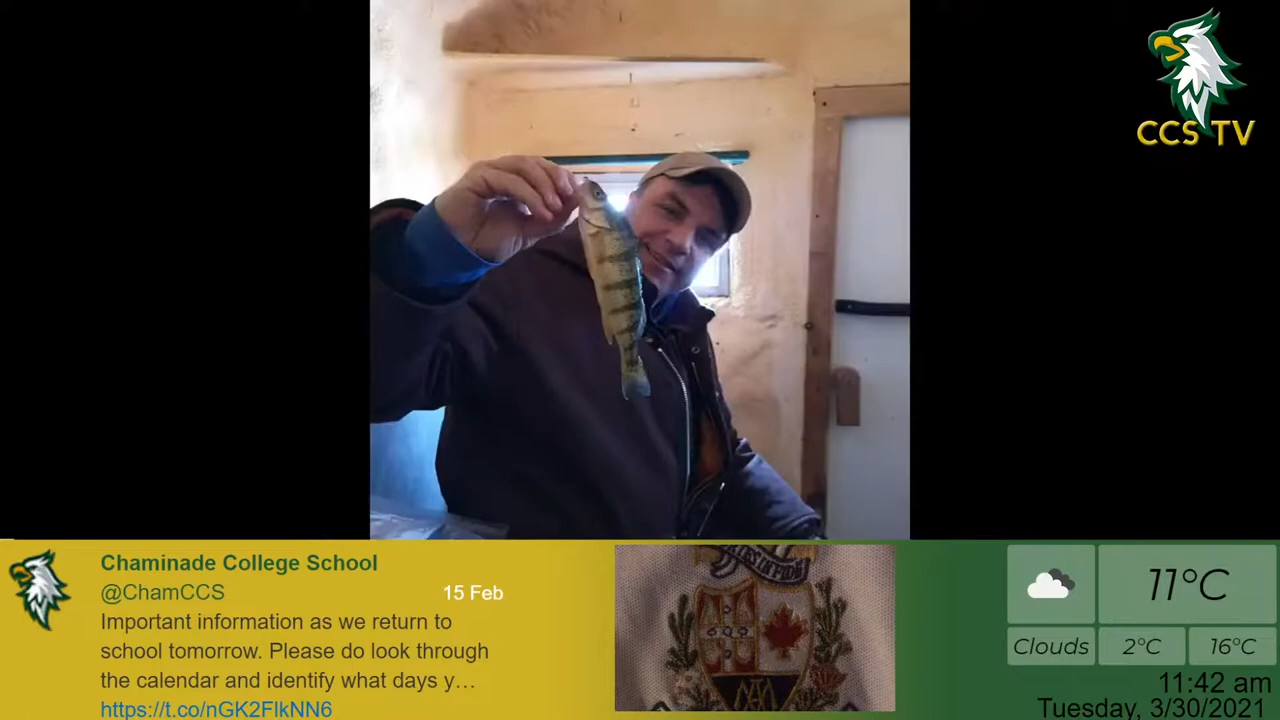 CCS TV
Chaminade College School
@ChamCCS
15 Feb
Important information as we return to
school tomorrow. Please do look through
the calendar and identify what days y…
https://t.co/nGK2FlkNN6
11°C
Clouds
2°C
16°C
11:42 am
Tuesday, 3/30/2021